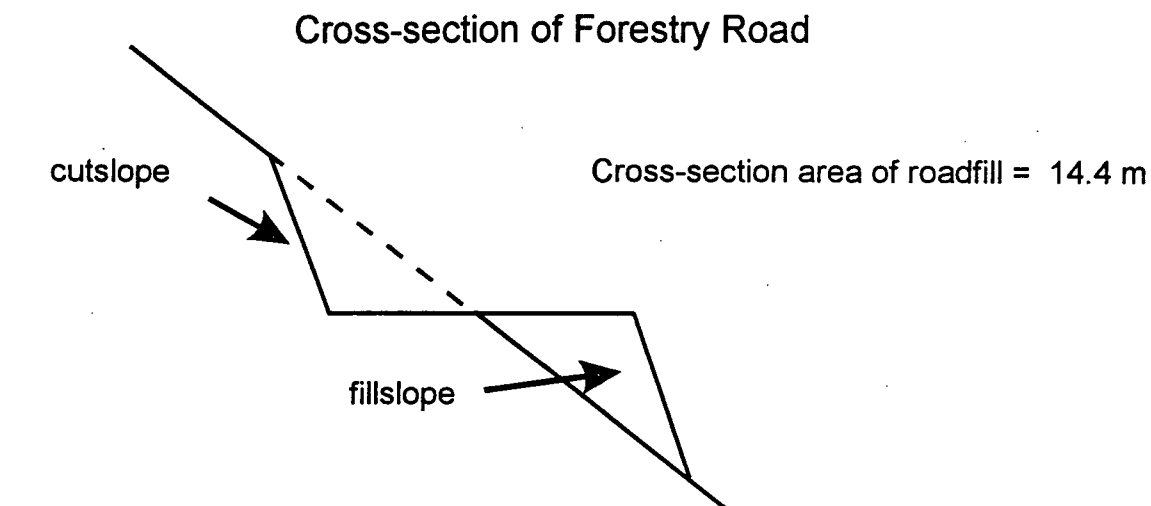 Cross-section of Forestry Road
cutslope
Cross-section area of roadfill = 14.4 m
fillslope